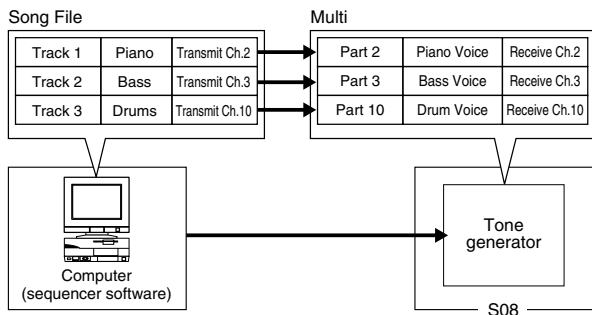 Song File
Multi
Track 1 Piano Transmit Ch.2 Part 2 Piano Voice Receive Ch.2
Track 2 Bass Transmit Ch.3 Part 3 Bass Voice Receive Ch.3
Track 3 Drums Transmit Ch.10 Part 10 Drum Voice Receive Ch.10
Computer
(sequencer software)
Tone
generator
S08